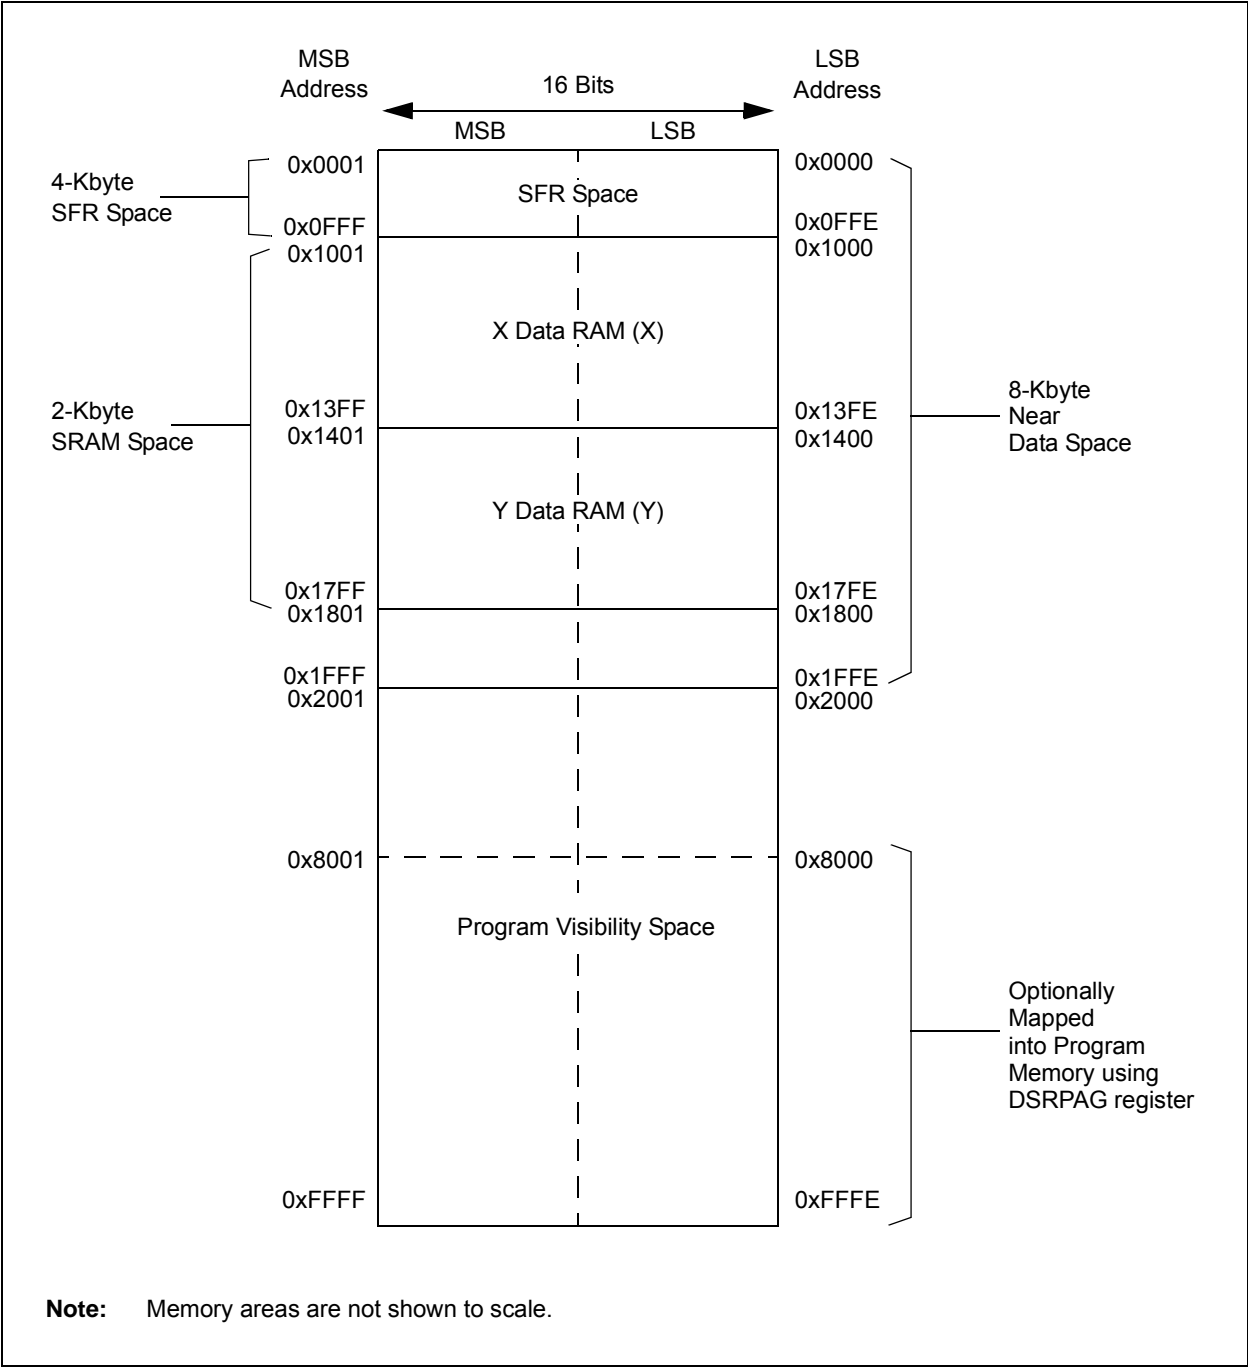 MSB
Address
LSB
Address
16 Bits
MSB
LSB
4-Kbyte
SFR Space
0x0001
SFR Space
0x0000
0x0FFF
0x0FFE
0x1001
0x1000
X Data RAM (X)
2-Kbyte
SRAM Space
0x13FF
0x13FE
0x1401
0x1400
8-Kbyte
Near
Data Space
Y Data RAM (Y)
0x17FF
0x17FE
0x1801
0x1800
0x1FFF
0x1FFE
0x2001
0x2000
0x8001
0x8000
Program Visibility Space
Optionally
Mapped
into Program
Memory using
DSRPAG register
0xFFFF
0xFFFE
Note: Memory areas are not shown to scale.